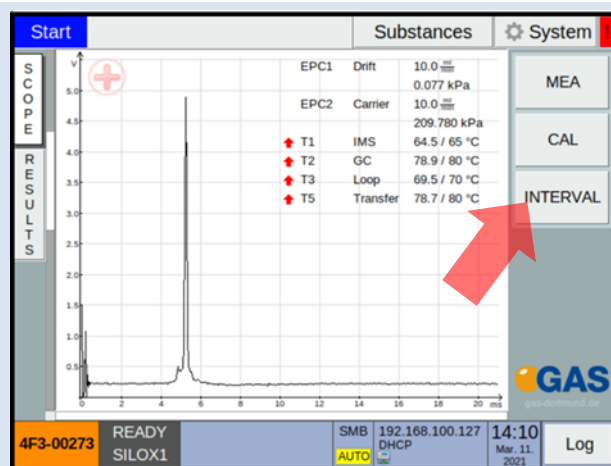 Start
Substances
System
!
SCOPE
RESULTS
V
5.0
4.5
4.0
3.5
3.0
2.5
2.0
1.5
1.0
0.5
0 2 4 6 8 10 12 14 16 18 20 ms
EPC1 Drift 10.0
0.077 kPa
EPC2 Carrier 10.0
209.780 kPa
T1 IMS 64.5 / 65 °C
T2 GC 78.9 / 80 °C
T3 Loop 69.5 / 70 °C
T5 Transfer 78.7 / 80 °C
MEA
CAL
INTERVAL
GAS
gas-dortmund.de
4F3-00273
READY
SILOX1
SMB
AUTO
192.168.100.127
DHCP
14:10
Mar. 11.
2021
Log